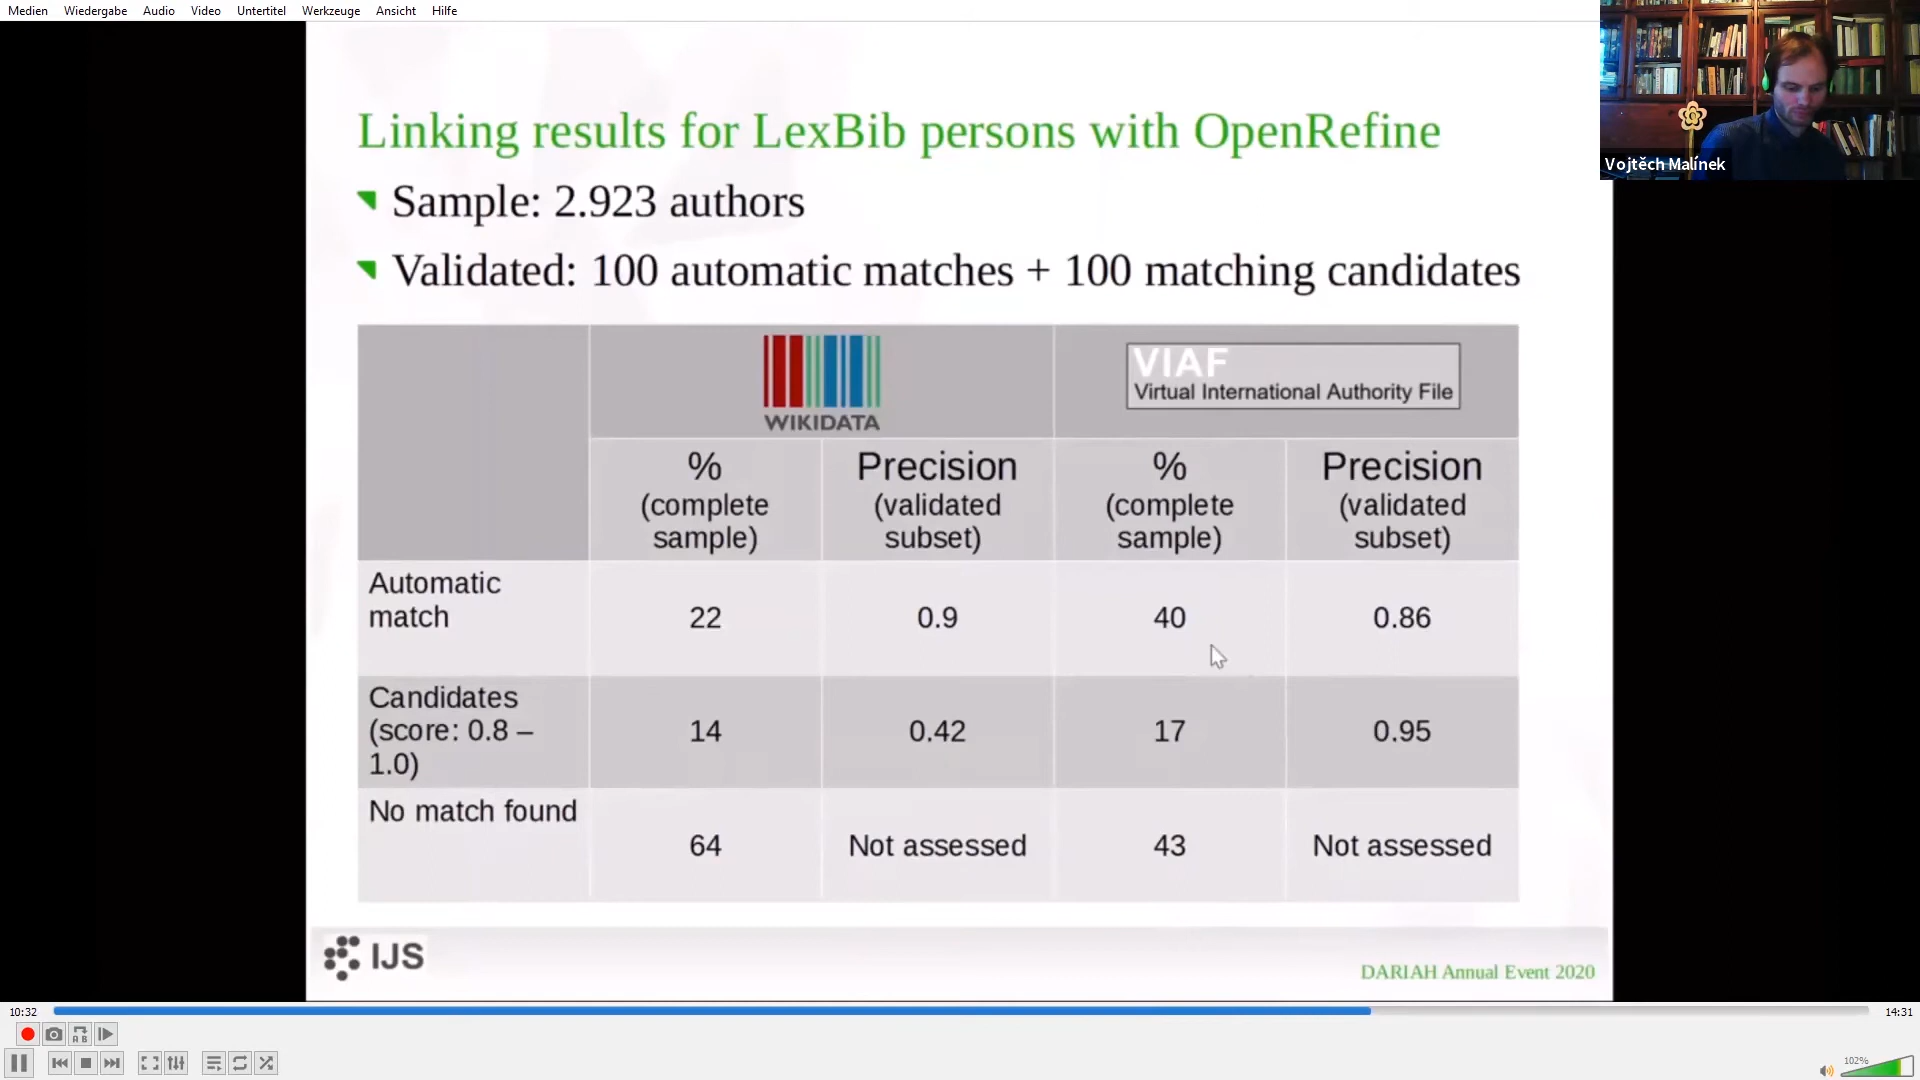 Medien Wiedergabe Audio Video Untertitel Werkzeuge Ansicht Hilfe
Vojtěch Malínek
Linking results for LexBib persons with OpenRefine
Sample: 2.923 authors
Validated: 100 automatic matches + 100 matching candidates
WIKIDATA
VIAF
Virtual International Authority File
% Precision % Precision
(complete (validated (complete (validated
sample) subset) sample) subset)
Automatic
match
22 0.9 40 0.86
Candidates
(score: 0.8 –
1.0)
14 0.42 17 0.95
No match found
64 Not assessed 43 Not assessed
IJS
DARIAH Annual Event 2020
10:32 14:31
A B
102%